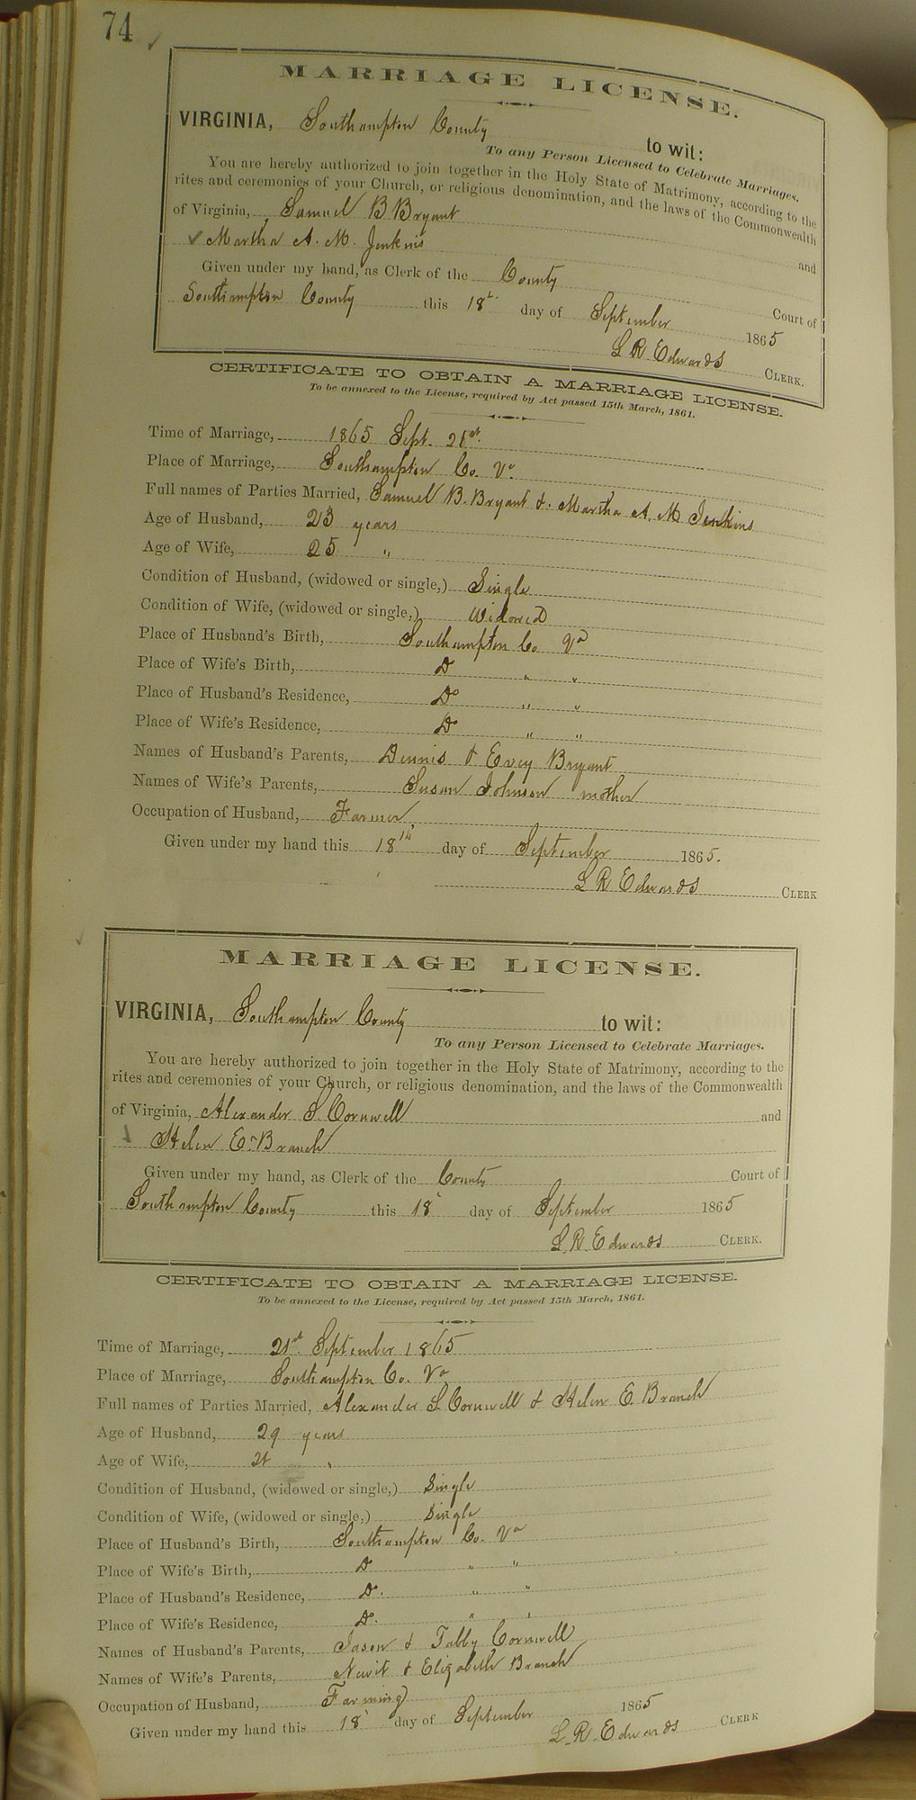 74
MARRIAGE LICENSE.
VIRGINIA, Southampton County to wit:
To any Person Licensed to Celebrate Marriages.
You are hereby authorized to join together in the Holy State of Matrimony, according to the
rites and ceremonies of your Church, or religious denomination, and the laws of the Commonwealth
of Virginia, Samuel B Bryant and
Martha A. M. Jenkins
Given under my hand, as Clerk of the County Court of
Southampton County this 18 day of September 1865
L R Edwards CLERK.
CERTIFICATE TO OBTAIN A MARRIAGE LICENSE.
To be annexed to the License, required by Act passed 15th March, 1861.
Time of Marriage, 1865 Sept. 21st
Place of Marriage, Southampton Co. Va
Full names of Parties Married, Samuel B. Bryant & Martha A. M Jenkins
Age of Husband, 23 years
Age of Wife, 25 "
Condition of Husband, (widowed or single,) Single
Condition of Wife, (widowed or single,) Widowed
Place of Husband's Birth, Southampton Co Va
Place of Wife's Birth, Do " "
Place of Husband's Residence, Do " "
Place of Wife's Residence, Do " "
Names of Husband's Parents, Dennis & Evey Bryant
Names of Wife's Parents, Susan Johnson mother
Occupation of Husband, Farmer,
Given under my hand this 18th day of September 1865.
L R Edwards CLERK
MARRIAGE LICENSE.
VIRGINIA, Southampton County to wit:
To any Person Licensed to Celebrate Marriages.
You are hereby authorized to join together in the Holy State of Matrimony, according to the
rites and ceremonies of your Church, or religious denomination, and the laws of the Commonwealth
of Virginia, Alexander S. Cornwell and
Helen E. Branch
Given under my hand, as Clerk of the County Court of
Southampton County this 18 day of September 1865
L. R. Edwards CLERK.
CERTIFICATE TO OBTAIN A MARRIAGE LICENSE.
To be annexed to the License, required by Act passed 15th March, 1861.
Time of Marriage, 21st September 1865
Place of Marriage, Southampton Co. Va
Full names of Parties Married, Alexander S. Cornwell & Helen E. Branch
Age of Husband, 29 years
Age of Wife, 21 "
Condition of Husband, (widowed or single,) Single
Condition of Wife, (widowed or single,) Single
Place of Husband's Birth, Southampton Co. Va
Place of Wife's Birth, Do " "
Place of Husband's Residence, Do. " "
Place of Wife's Residence, Do. " "
Names of Husband's Parents, Jason & Tabby Cornwell
Names of Wife's Parents, Newit & Elizabeth Branch
Occupation of Husband, Farming
Given under my hand this 18 day of September 1865
L. R. Edwards CLERK